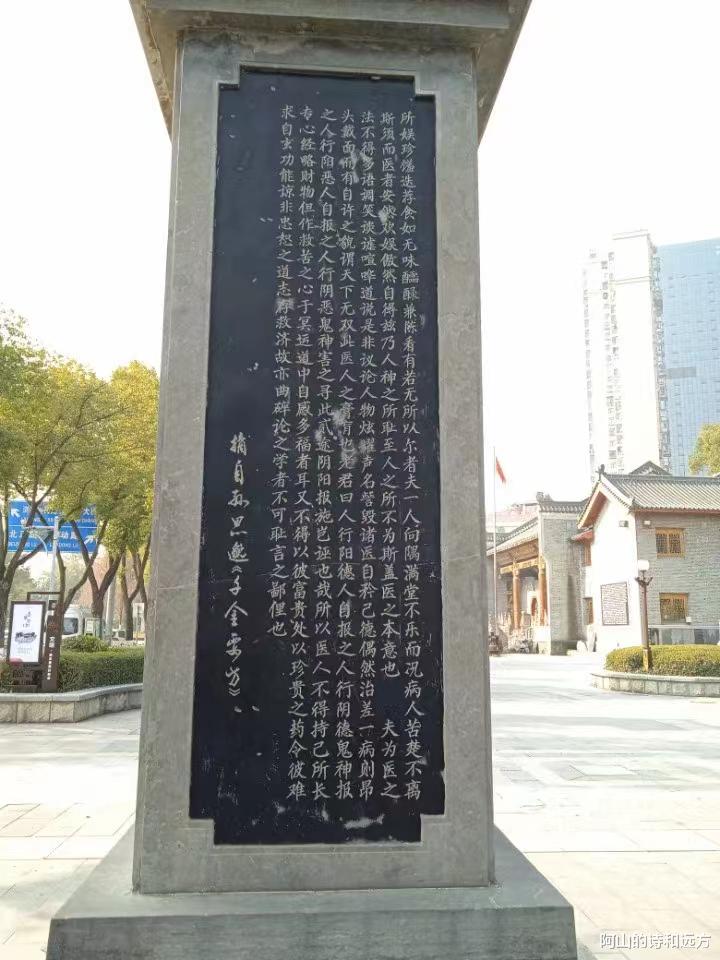 所娱珍馐迭荐食如无味醽醁兼陈看有若无所以尔者夫一人向隅满堂不乐而况病人苦楚不离
斯须而医者安然欢娱傲然自得兹乃人神之所耻至人之所不为斯盖医之本意也　夫为医之
法不得多语调笑谈谑喧哗道说是非议论人物炫耀声名訾毁诸医自矜己德偶然治差一病则昂
头戴面而有自许之貌谓天下无双此医人之膏肓也老君曰人行阳德人自报之人行阴德鬼神报
之人行阳恶人自报之人行阴恶鬼神害之寻此贰途阴阳报施岂诬也哉所以医人不得持己所长
专心经略财物但作救苦之心于冥运道中自感多福者耳又不得以彼富贵处以珍贵之药令彼难
求自玄功能谅非忠恕之道志存救济故亦曲碎论之学者不可耻言之鄙俚也
摘自孙思邈《千金要方》
阿山的诗和远方